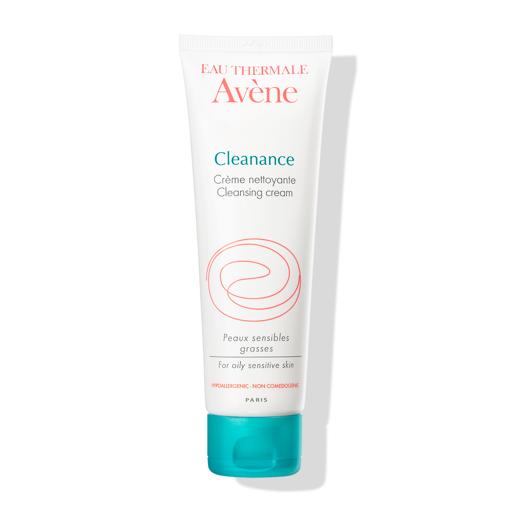 EAU THERMALE
Avène
Cleanance
Crème nettoyante
Cleansing cream
Peaux sensibles
grasses
For oily sensitive skin
HYPOALLERGENIC - NON COMEDOGENIC
PARIS